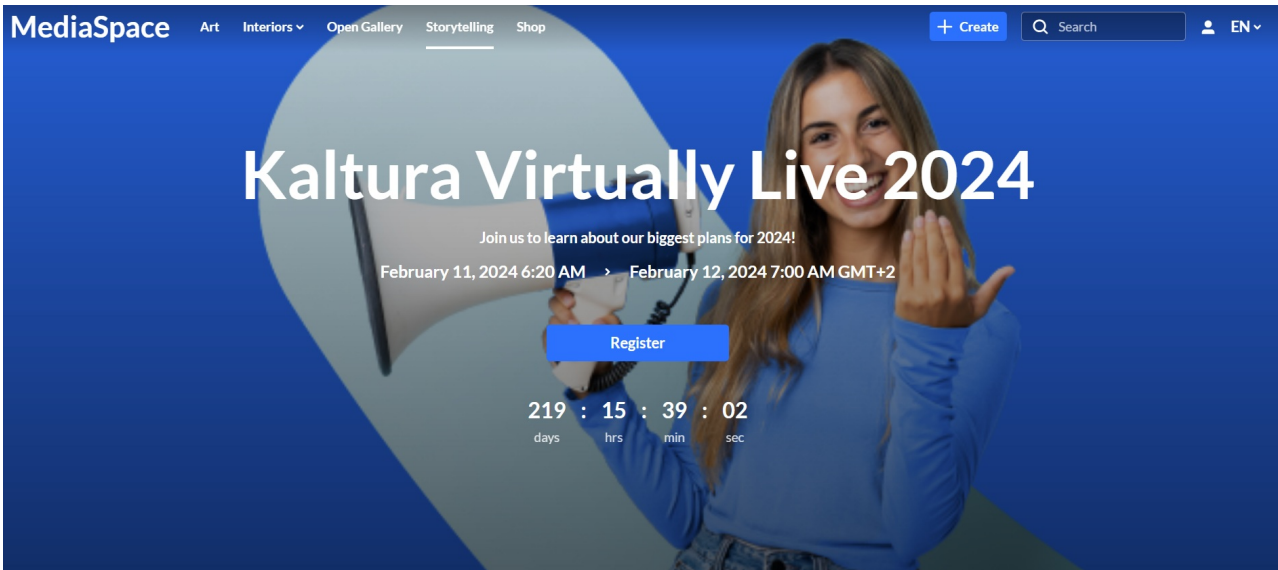 MediaSpace Art Interiors Open Gallery Storytelling Shop + Create Search EN
Kaltura Virtually Live 2024
Join us to learn about our biggest plans for 2024!
February 11, 2024 6:20 AM > February 12, 2024 7:00 AM GMT+2
Register
219 : 15 : 39 : 02
days hrs min sec